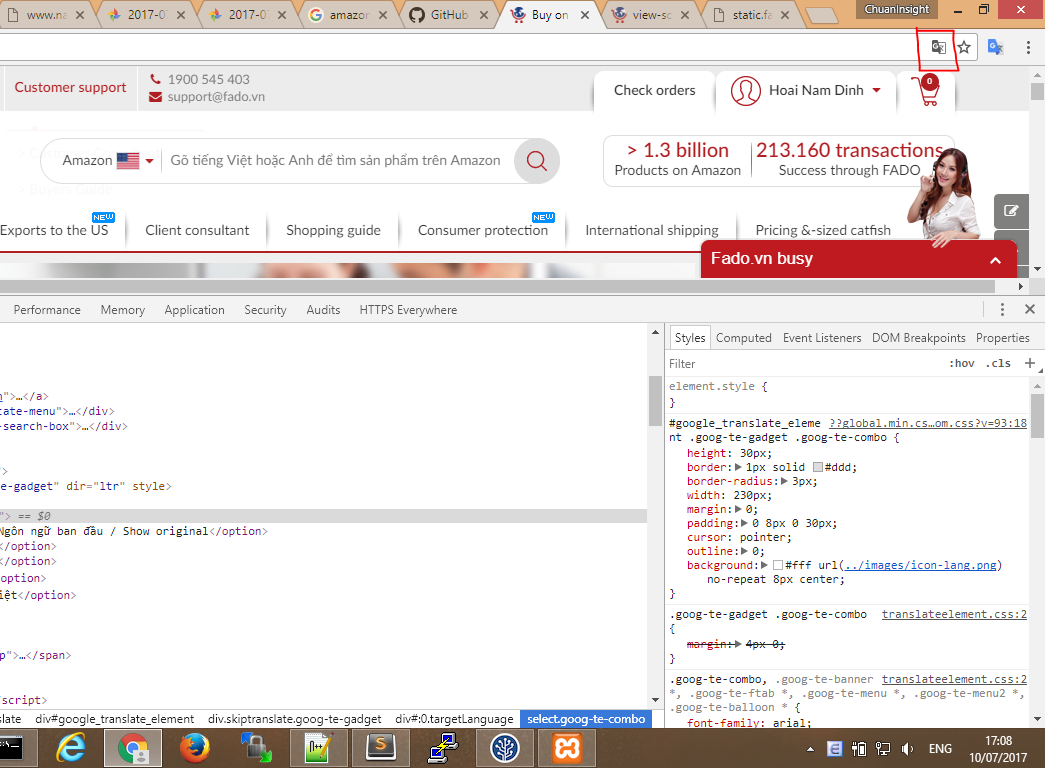 www.na
2017-0
2017-0
amazon
GitHub
Buy on
view-so
static.fa
ChuanInsight
Customer support
1900 545 403
support@fado.vn
Check orders
Hoai Nam Dinh
0
Amazon
Gõ tiếng Việt hoặc Anh để tìm sản phẩm trên Amazon
> 1.3 billion
Products on Amazon
213.160 transactions
Success through FADO
Exports to the US
NEW
Client consultant
Shopping guide
Consumer protection
NEW
International shipping
Pricing &-sized catfish
Fado.vn busy
Performance Memory Application Security Audits HTTPS Everywhere
">…</a>
ate-menu">…</div>
-search-box">…</div>
">
e-gadget" dir="ltr" style>
"> == $0
Ngôn ngữ ban đầu / Show original</option>
</option>
</option>
option>
iệt</option>
p">…</span>
/script>
slate div#google_translate_element div.skiptranslate.goog-te-gadget div#:0.targetLanguage select.goog-te-combo
Styles Computed Event Listeners DOM Breakpoints Properties
Filter :hov .cls +
element.style {
}
#google_translate_eleme ??global.min.cs…om.css?v=93:18
nt .goog-te-gadget .goog-te-combo {
height: 30px;
border: 1px solid #ddd;
border-radius: 3px;
width: 230px;
margin: 0;
padding: 0 8px 0 30px;
cursor: pointer;
outline: 0;
background: #fff url(../images/icon-lang.png)
no-repeat 8px center;
}
.goog-te-gadget .goog-te-combo translateelement.css:2
{
margin: 4px 0;
}
.goog-te-combo, .goog-te-banner translateelement.css:2
*, .goog-te-ftab *, .goog-te-menu *, .goog-te-menu2 *,
.goog-te-balloon * {
font-family: arial;
ENG
17:08
10/07/2017